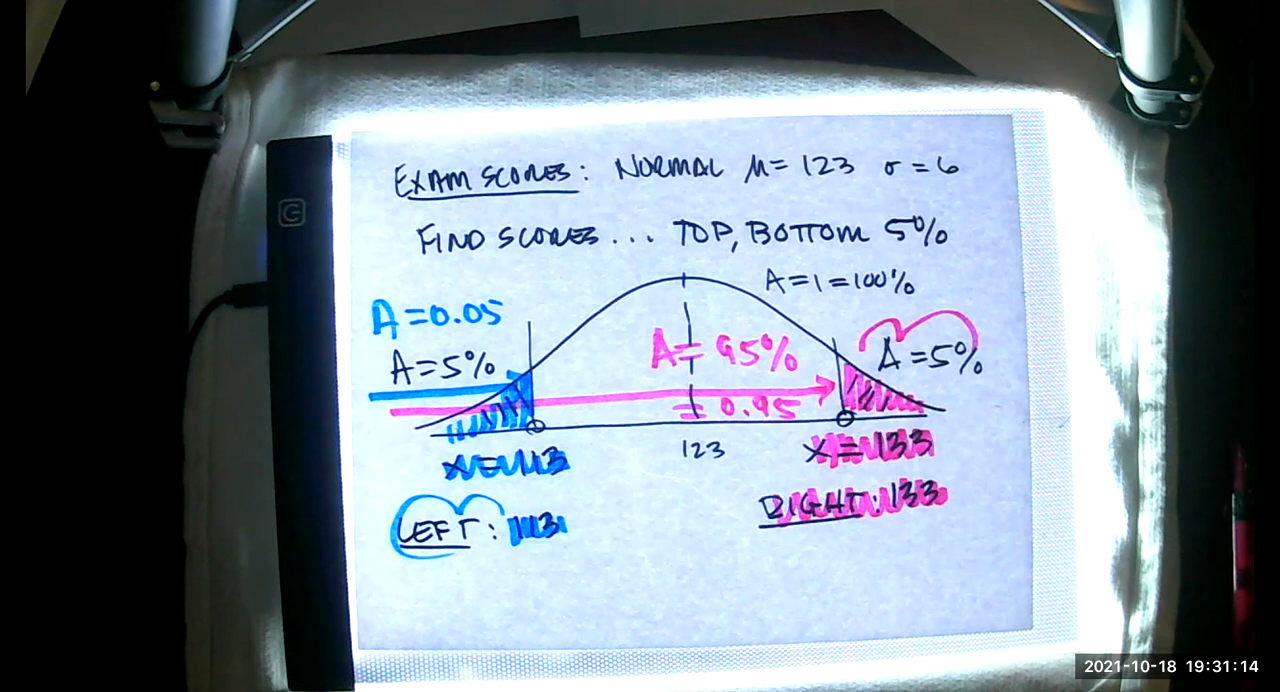 EXAM SCORES: NORMAL μ= 123 σ = 6
FIND SCORES... TOP, BOTTOM 5%
A=1=100%
A=0.05
A=5%
A= 95%
= 0.95
A=5%
X=113
123
X=133
LEFT: 113
RIGHT: 133
2021-10-18 19:31:14